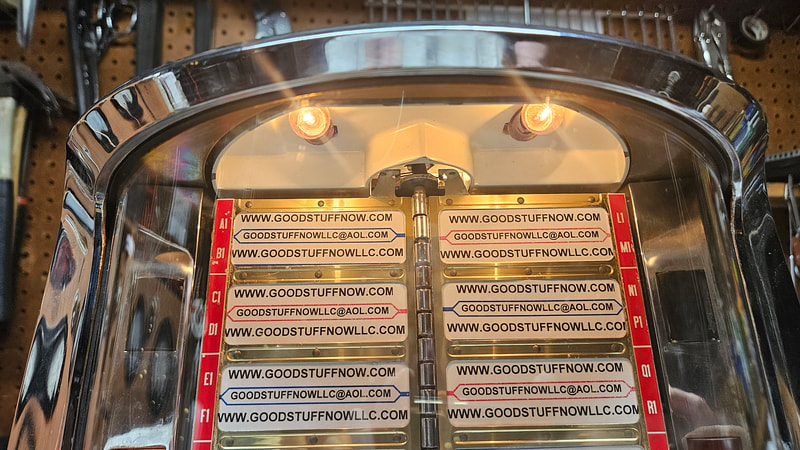 A1
B1
WWW.GOODSTUFFNOW.COM
GOODSTUFFNOWLLC@AOL.COM
WWW.GOODSTUFFNOWLLC.COM
C1
D1
WWW.GOODSTUFFNOW.COM
GOODSTUFFNOWLLC@AOL.COM
WWW.GOODSTUFFNOWLLC.COM
E1
F1
WWW.GOODSTUFFNOW.COM
GOODSTUFFNOWLLC@AOL.COM
WWW.GOODSTUFFNOWLLC.COM
WWW.GOODSTUFFNOW.COM
GOODSTUFFNOWLLC@AOL.COM
WWW.GOODSTUFFNOWLLC.COM
L1
M1
WWW.GOODSTUFFNOW.COM
GOODSTUFFNOWLLC@AOL.COM
WWW.GOODSTUFFNOWLLC.COM
N1
P1
WWW.GOODSTUFFNOW.COM
GOODSTUFFNOWLLC@AOL.COM
WWW.GOODSTUFFNOWLLC.COM
Q1
R1